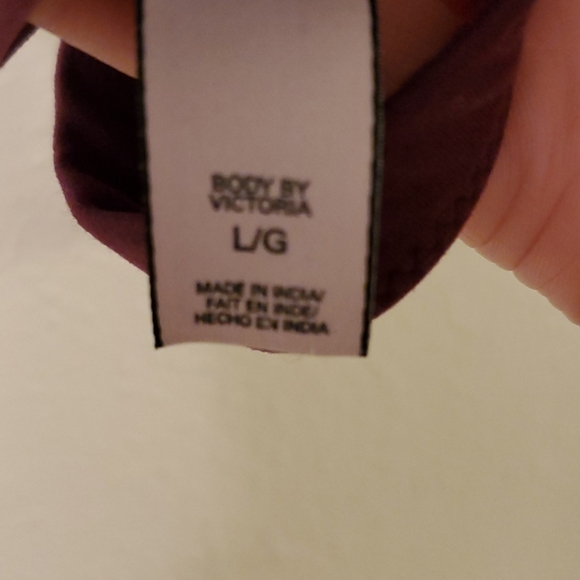 BODY BY
VICTORIA
L/G
MADE IN INDIA/
FAIT EN INDE/
HECHO EN INDIA